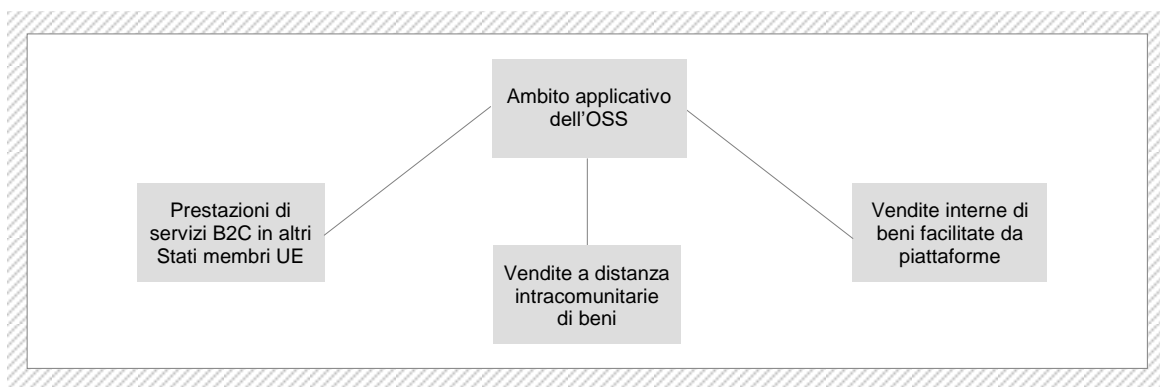 Ambito applicativo
dell’OSS
Prestazioni di
servizi B2C in altri
Stati membri UE
Vendite a distanza
intracomunitarie
di beni
Vendite interne di
beni facilitate da
piattaforme